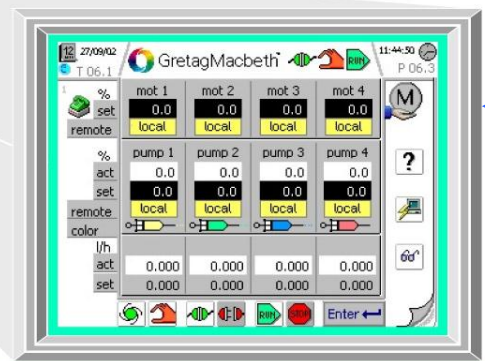 12 27/09/02 GretagMacbeth RUN 11:44:50
T 06.1 P 06.3
1 % mot 1 mot 2 mot 3 mot 4 M
set 0.0 0.0 0.0 0.0
remote local local local local
% pump 1 pump 2 pump 3 pump 4 ?
act 0.0 0.0 0.0 0.0
set 0.0 0.0 0.0 0.0
remote local local local local
color
l/h
act 0.000 0.000 0.000 0.000
set 0.000 0.000 0.000 0.000
RUN STOP Enter